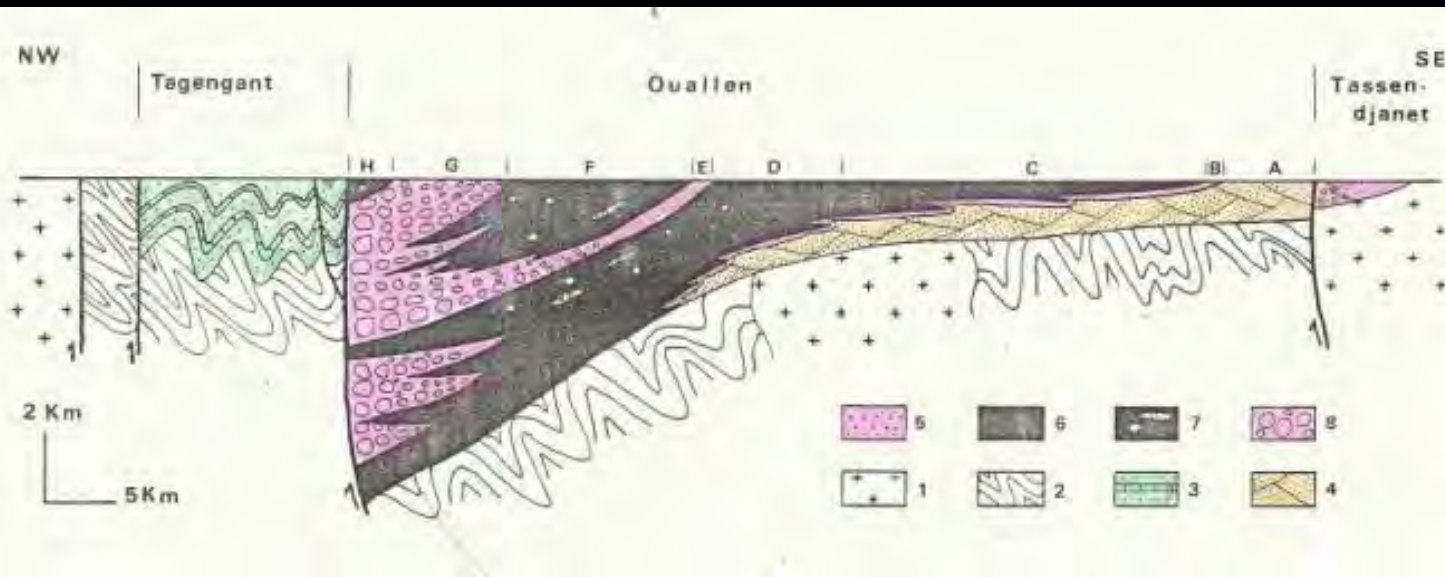 NW
SE
Tagengant
Ouallen
Tassen-
djanet
H G F E D C B A
2 Km
5Km
5 6 7 8
1 2 3 4